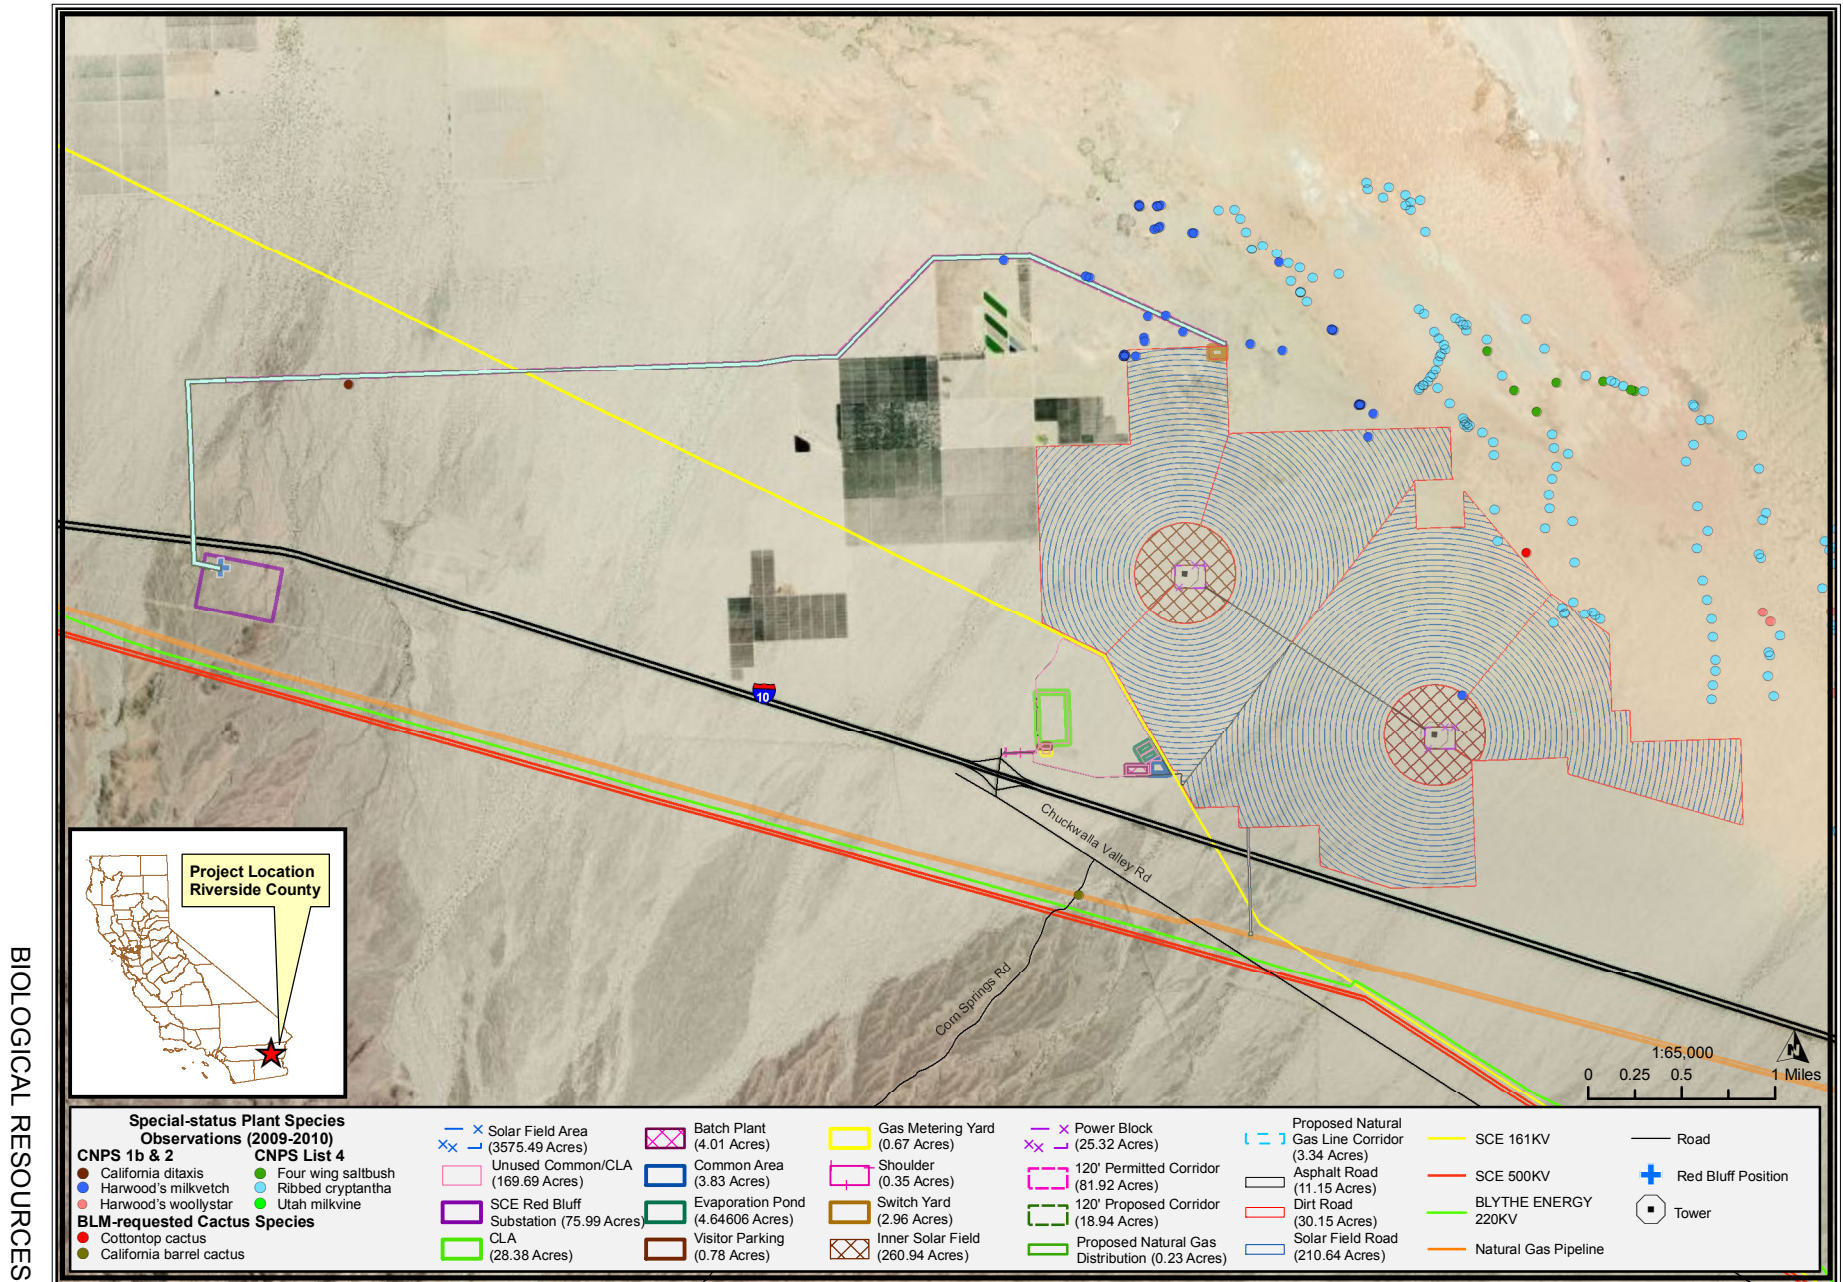 BIOLOGICAL RESOURCES
10
Chuckwalla Valley Rd
Corn Springs Rd
Project Location
Riverside County
N
1:65,000
0 0.25 0.5 1 Miles
Special-status Plant Species
Observations (2009-2010)
CNPS 1b & 2
California ditaxis
Harwood's milkvetch
Harwood's woollystar
CNPS List 4
Four wing saltbush
Ribbed cryptantha
Utah milkvine
BLM-requested Cactus Species
Cottontop cactus
California barrel cactus
Solar Field Area
(3575.49 Acres)
Unused Common/CLA
(169.69 Acres)
SCE Red Bluff
Substation (75.99 Acres)
CLA
(28.38 Acres)
Batch Plant
(4.01 Acres)
Common Area
(3.83 Acres)
Evaporation Pond
(4.64606 Acres)
Visitor Parking
(0.78 Acres)
Gas Metering Yard
(0.67 Acres)
Shoulder
(0.35 Acres)
Switch Yard
(2.96 Acres)
Inner Solar Field
(260.94 Acres)
Power Block
(25.32 Acres)
120' Permitted Corridor
(81.92 Acres)
120' Proposed Corridor
(18.94 Acres)
Proposed Natural Gas
Distribution (0.23 Acres)
Proposed Natural
Gas Line Corridor
(3.34 Acres)
Asphalt Road
(11.15 Acres)
Dirt Road
(30.15 Acres)
Solar Field Road
(210.64 Acres)
SCE 161KV
SCE 500KV
BLYTHE ENERGY
220KV
Natural Gas Pipeline
Road
Red Bluff Position
Tower